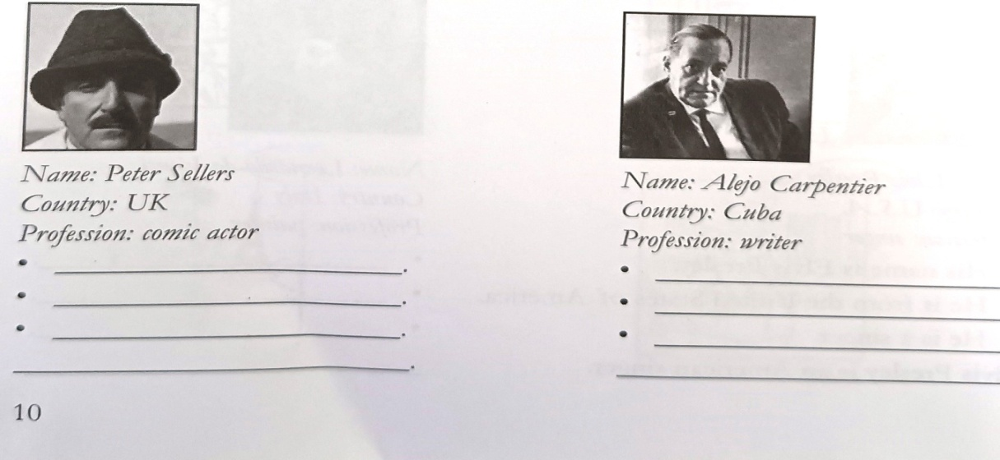 Name: Peter Sellers
Country: UK
Profession: comic actor
Name: Alejo Carpentier
Country: Cuba
Profession: writer
10